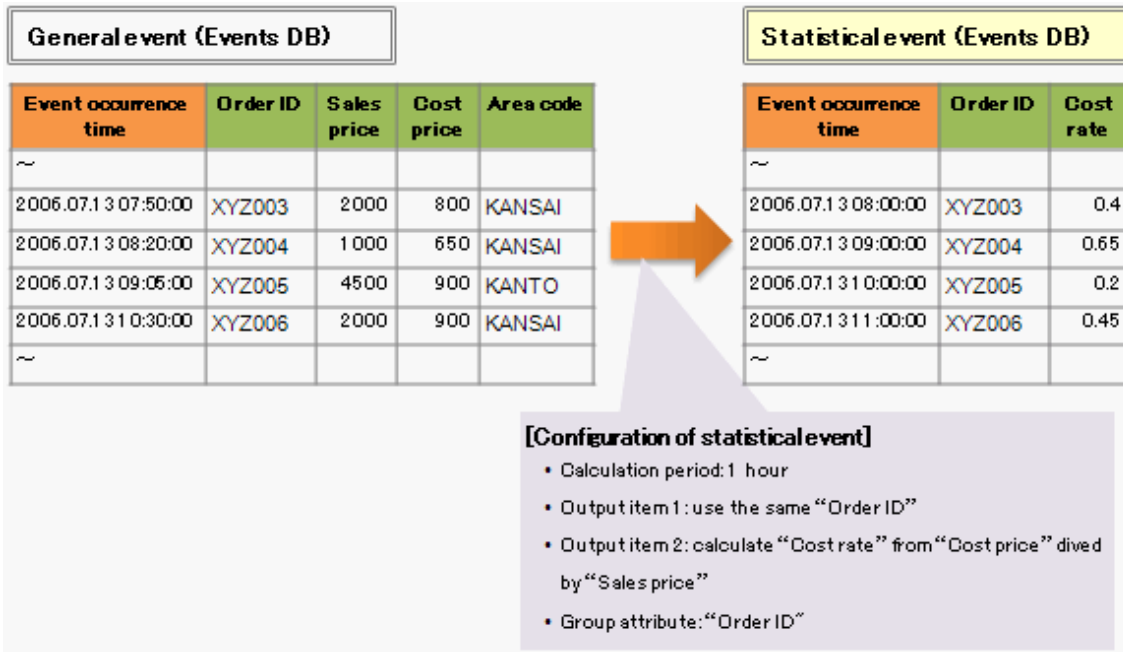 General event (Events DB)
Statistical event (Events DB)
Event occurrence time Order ID Sales price Cost price Area code
～
2006.07.13 07:50:00 XYZ003 2000 800 KANSAI
2006.07.13 08:20:00 XYZ004 1000 650 KANSAI
2006.07.13 09:05:00 XYZ005 4500 900 KANTO
2006.07.13 10:30:00 XYZ006 2000 900 KANSAI
～
Event occurrence time Order ID Cost rate
～
2006.07.13 08:00:00 XYZ003 0.4
2006.07.13 09:00:00 XYZ004 0.65
2006.07.13 10:00:00 XYZ005 0.2
2006.07.13 11:00:00 XYZ006 0.45
～
[Configuration of statistical event]
• Calculation period: 1 hour
• Output item 1: use the same “Order ID”
• Output item 2: calculate “Cost rate” from “Cost price” dived
by “Sales price”
• Group attribute: “Order ID”